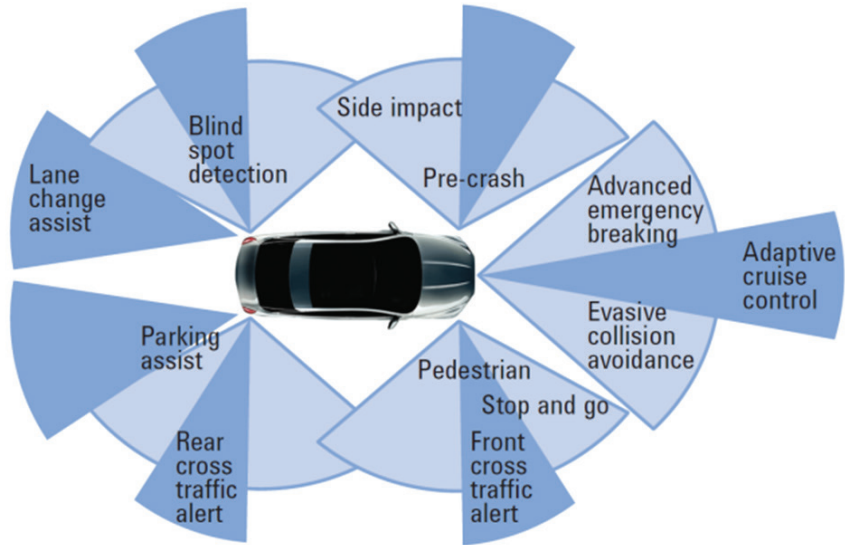 Side impact
Blind
spot
detection
Pre-crash
Lane
change
assist
Advanced
emergency
breaking
Adaptive
cruise
control
Evasive
collision
avoidance
Parking
assist
Pedestrian
Stop and go
Rear
cross
traffic
alert
Front
cross
traffic
alert